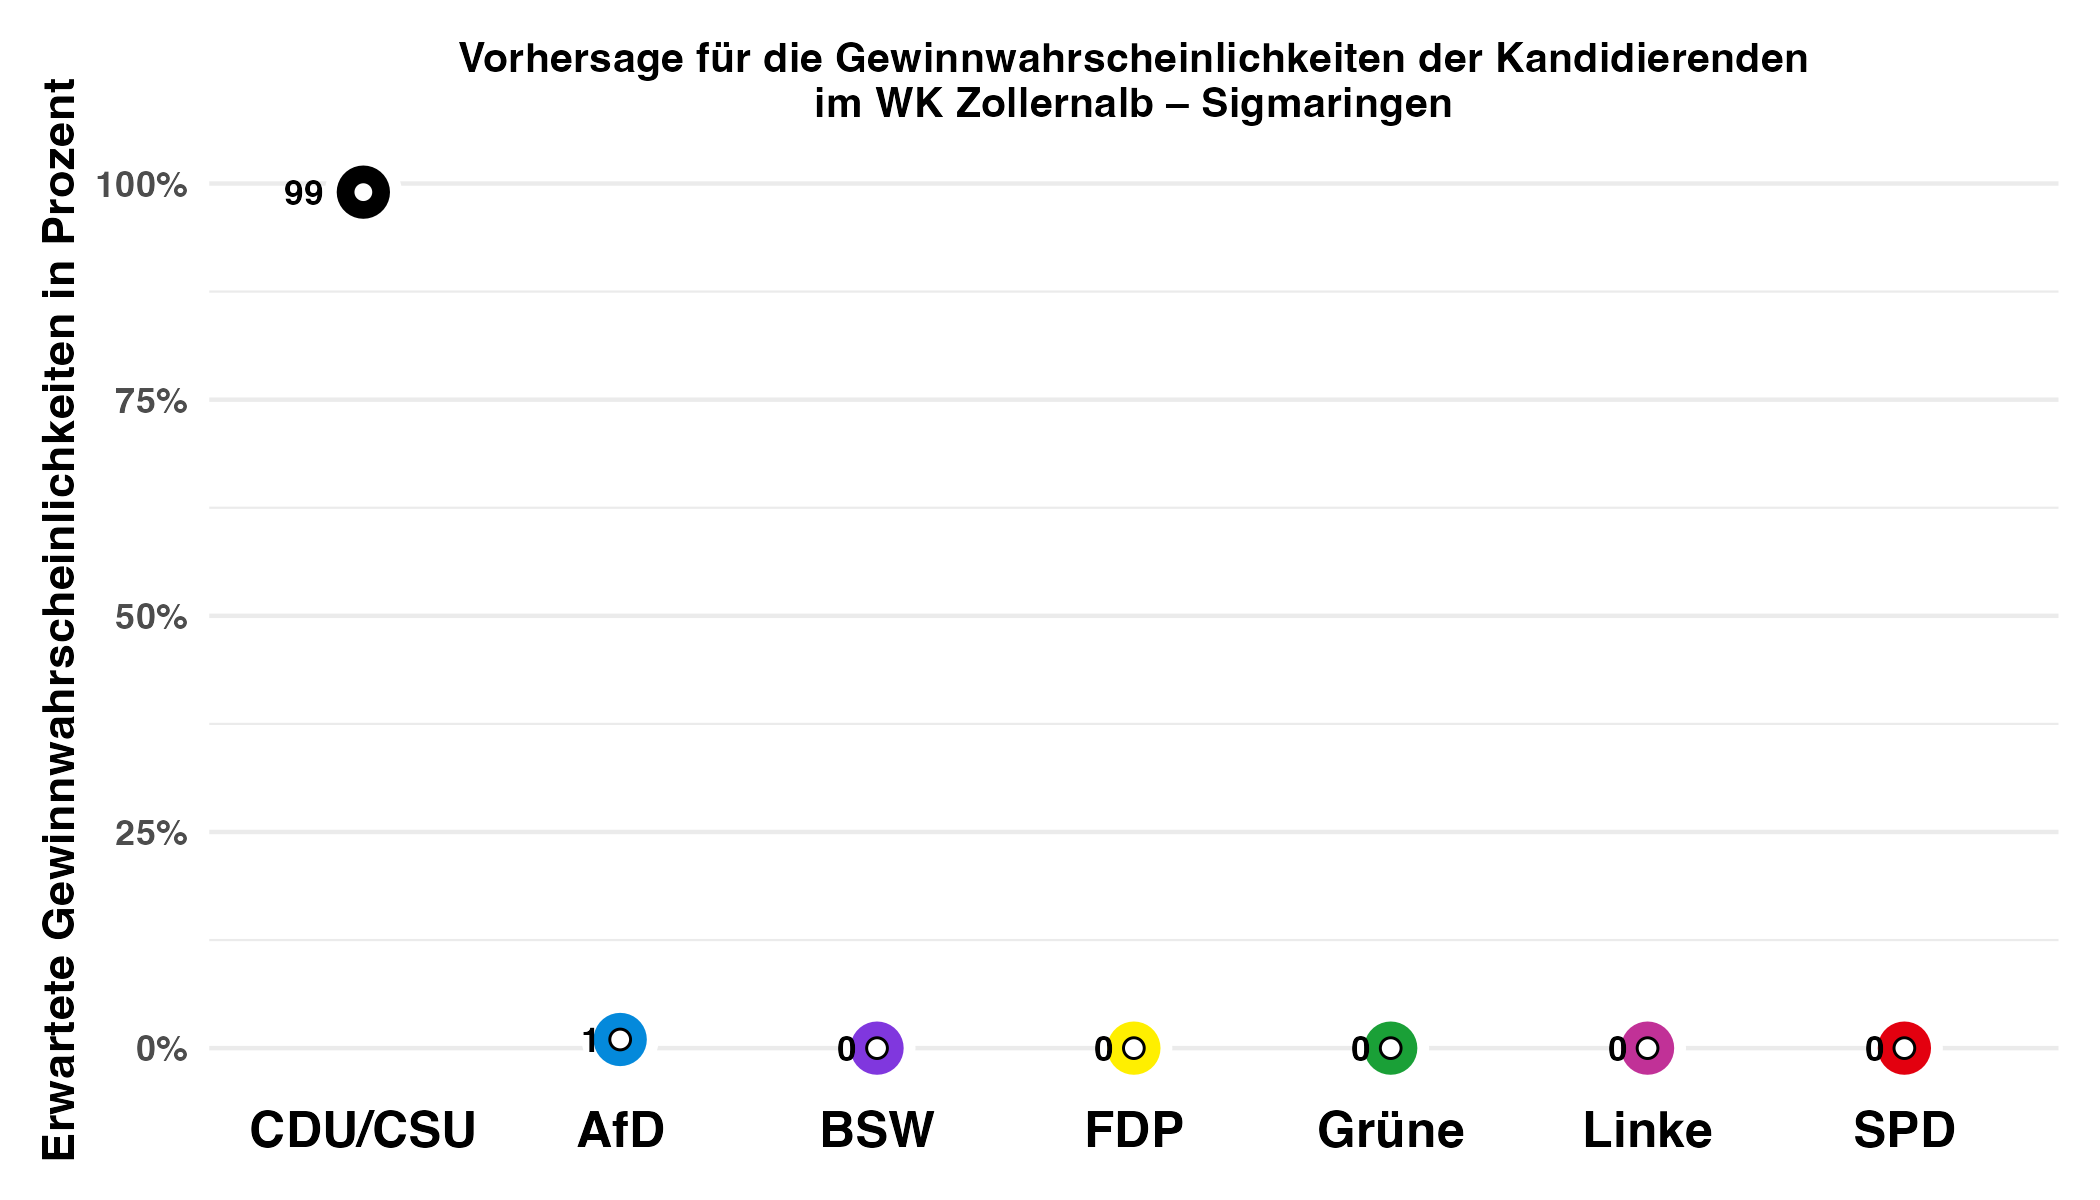 Vorhersage für die Gewinnwahrscheinlichkeiten der Kandidierenden
im WK Zollernalb – Sigmaringen
Erwartete Gewinnwahrscheinlichkeiten in Prozent
100%
75%
50%
25%
0%
99
1
0
0
0
0
0
CDU/CSU
AfD
BSW
FDP
Grüne
Linke
SPD